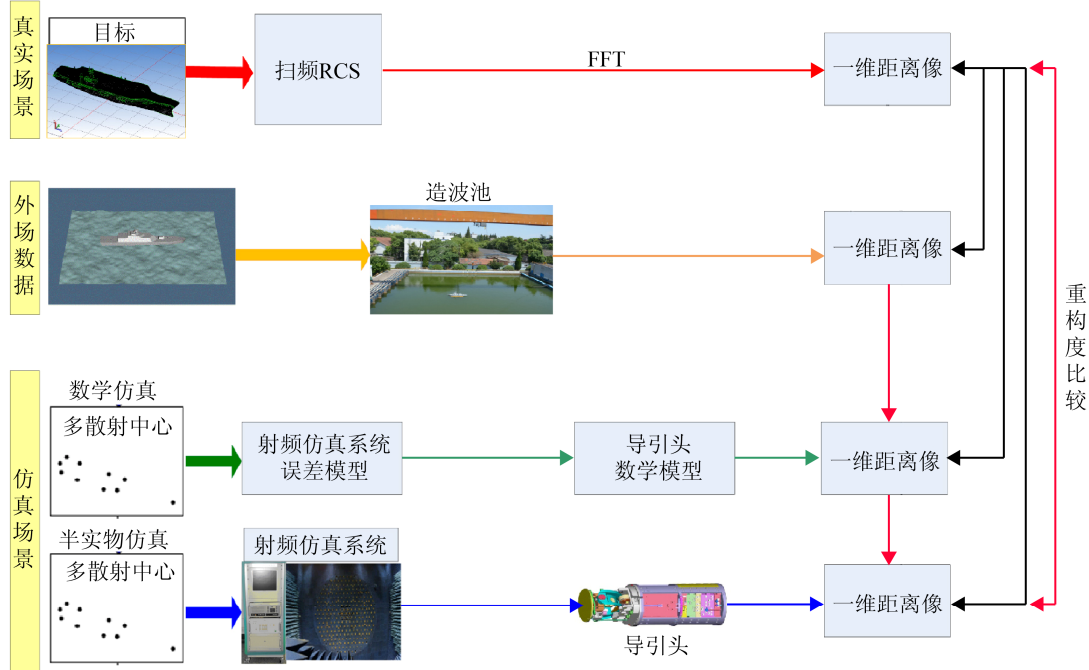 真实场景
目标
扫频RCS
FFT
一维距离像
外场数据
造波池
一维距离像
重构度比较
仿真场景
数学仿真
多散射中心
射频仿真系统
误差模型
导引头
数学模型
一维距离像
半实物仿真
多散射中心
射频仿真系统
导引头
一维距离像